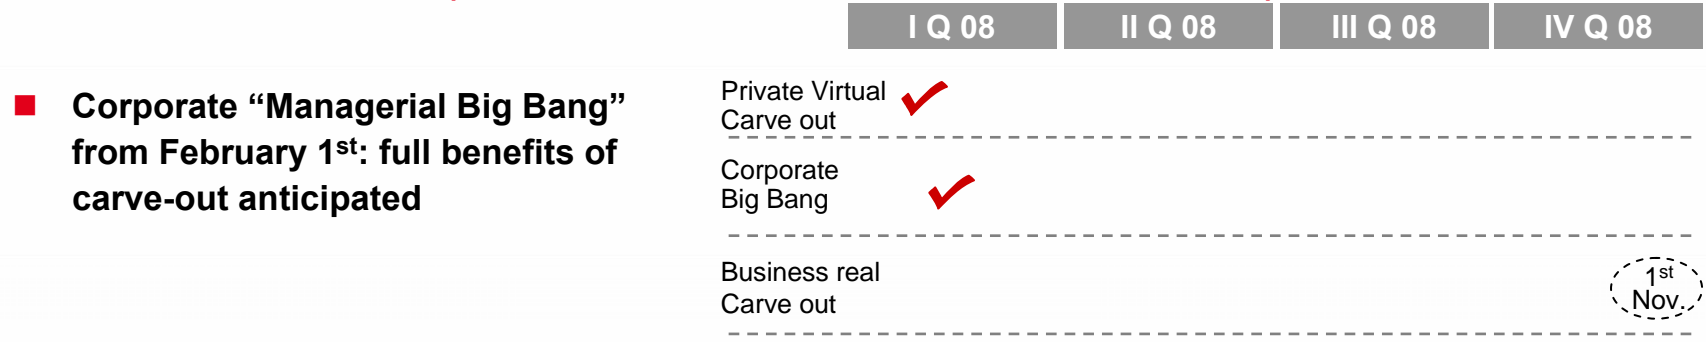 I Q 08 II Q 08 III Q 08 IV Q 08
Corporate “Managerial Big Bang”
from February 1st: full benefits of
carve-out anticipated
Private Virtual
Carve out
Corporate
Big Bang
Business real
Carve out
1st
Nov.